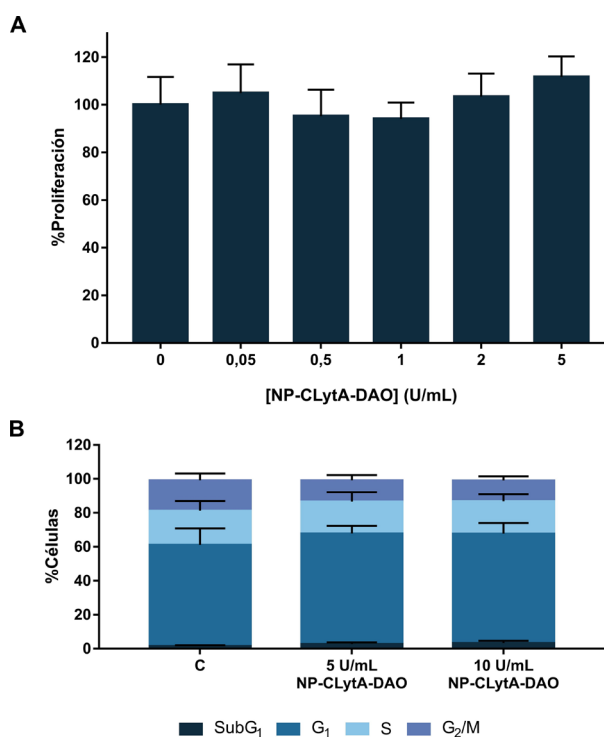 A
%Proliferación
120
100
80
60
40
20
0
0 0,05 0,5 1 2 5
[NP-CLytA-DAO] (U/mL)
B
%Células
120
100
80
60
40
20
0
C 5 U/mL 10 U/mL
NP-CLytA-DAO NP-CLytA-DAO
SubG₁ G₁ S G₂/M